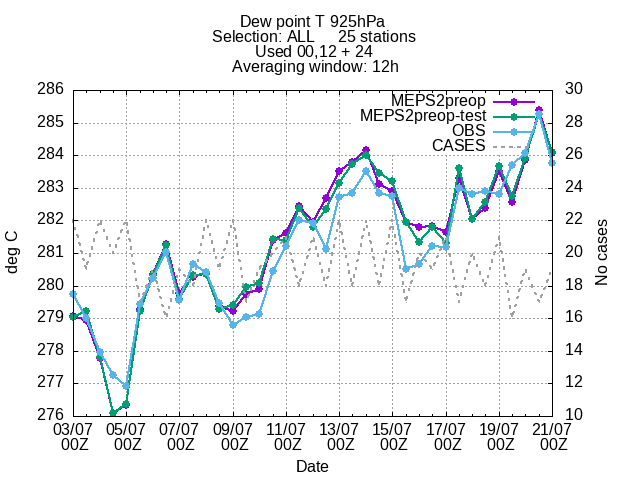 Dew point T 925hPa
Selection: ALL 25 stations
Used 00,12 + 24
Averaging window: 12h
286 30
MEPS2preop
285 28
MEPS2preop-test
OBS
CASES
284 26
283 24
282 22
281 20
280 18
279 16
278 14
277 12
276 10
deg C
No cases
03/07 05/07 07/07 09/07 11/07 13/07 15/07 17/07 19/07 21/07
00Z 00Z 00Z 00Z 00Z 00Z 00Z 00Z 00Z 00Z
Date